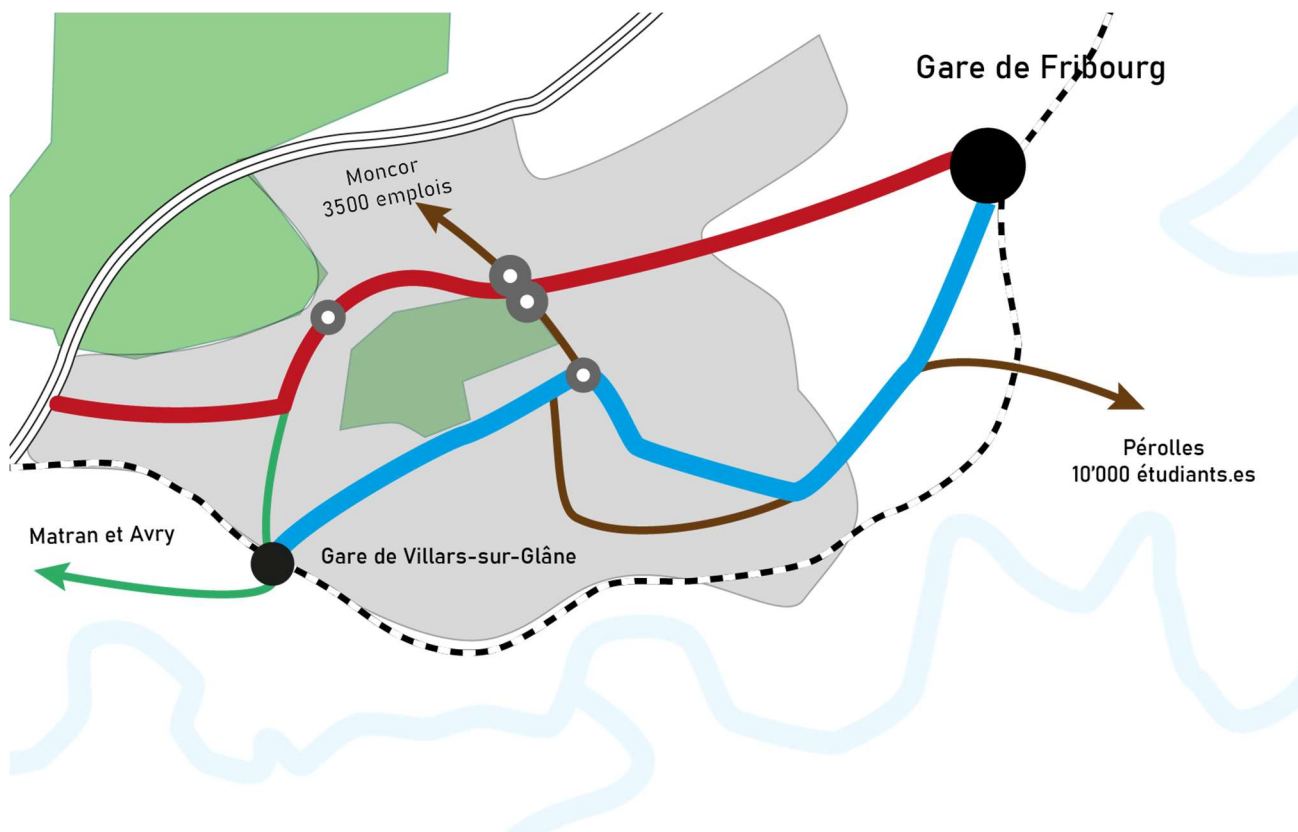 Gare de Fribourg
Moncor
3500 emplois
Pérolles
10'000 étudiants.es
Matran et Avry
Gare de Villars-sur-Glâne